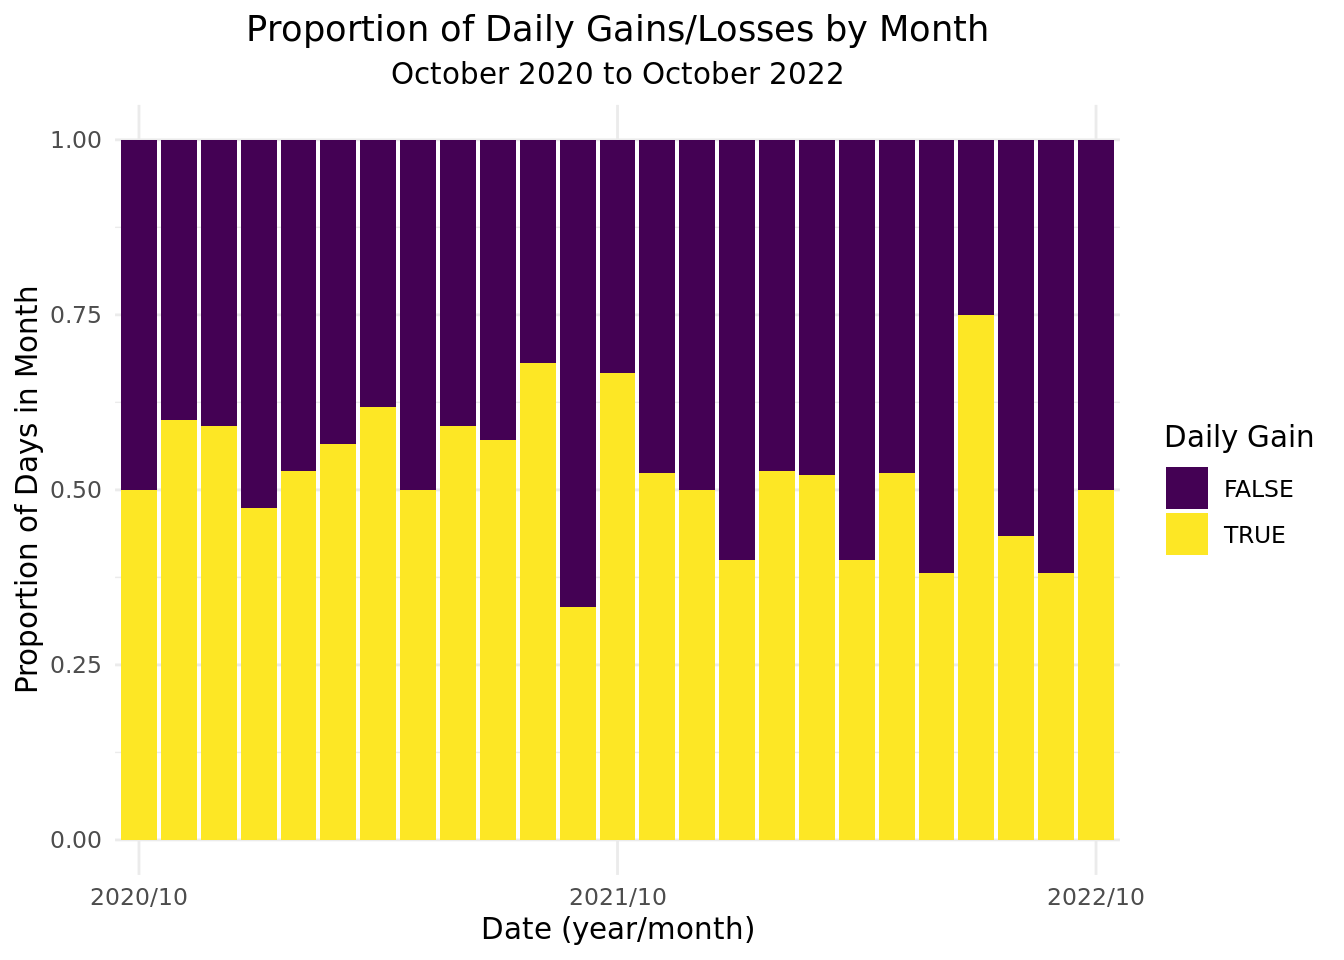 Proportion of Daily Gains/Losses by Month
October 2020 to October 2022
Proportion of Days in Month
1.00
0.75
0.50
0.25
0.00
2020/10
2021/10
2022/10
Date (year/month)
Daily Gain
FALSE
TRUE